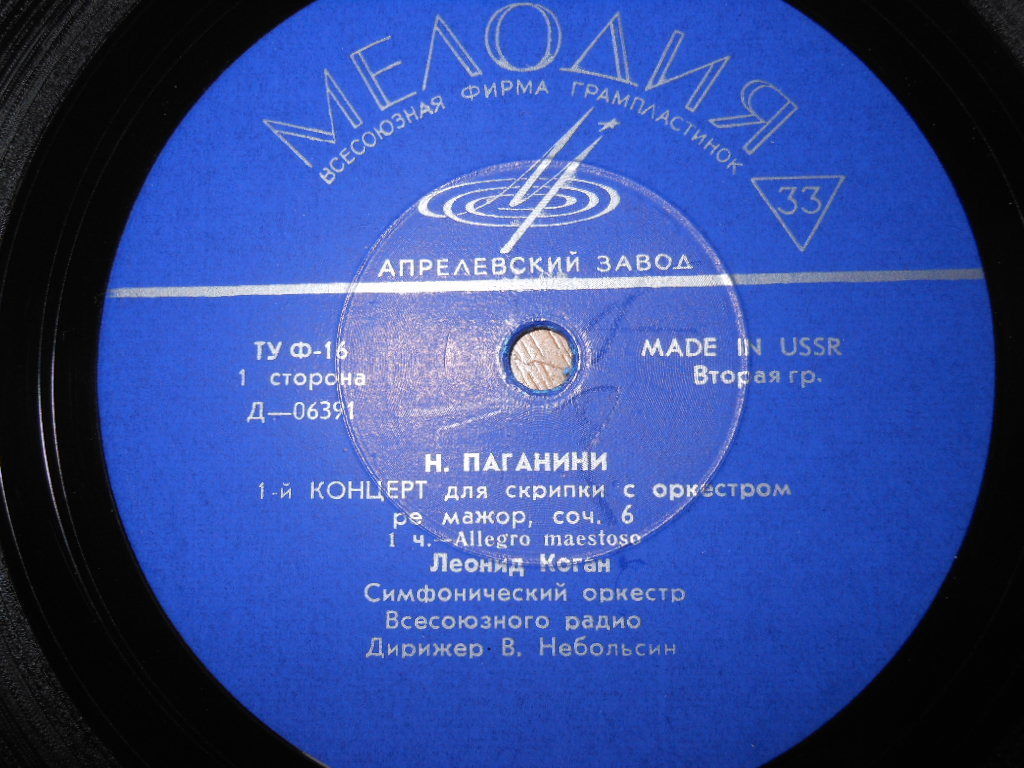 МЕЛОДИЯ
ВСЕСОЮЗНАЯ ФИРМА ГРАМПЛАСТИНОК
33
АПРЕЛЕВСКИЙ ЗАВОД
ТУ Ф-16
1 сторона
Д—06391
MADE IN USSR
Вторая гр.
Н. ПАГАНИНИ
1-й КОНЦЕРТ для скрипки с оркестром
ре мажор, соч. 6
1 ч.—Allegro maestoso
Леонид Коган
Симфонический оркестр
Всесоюзного радио
Дирижер В. Небольсин